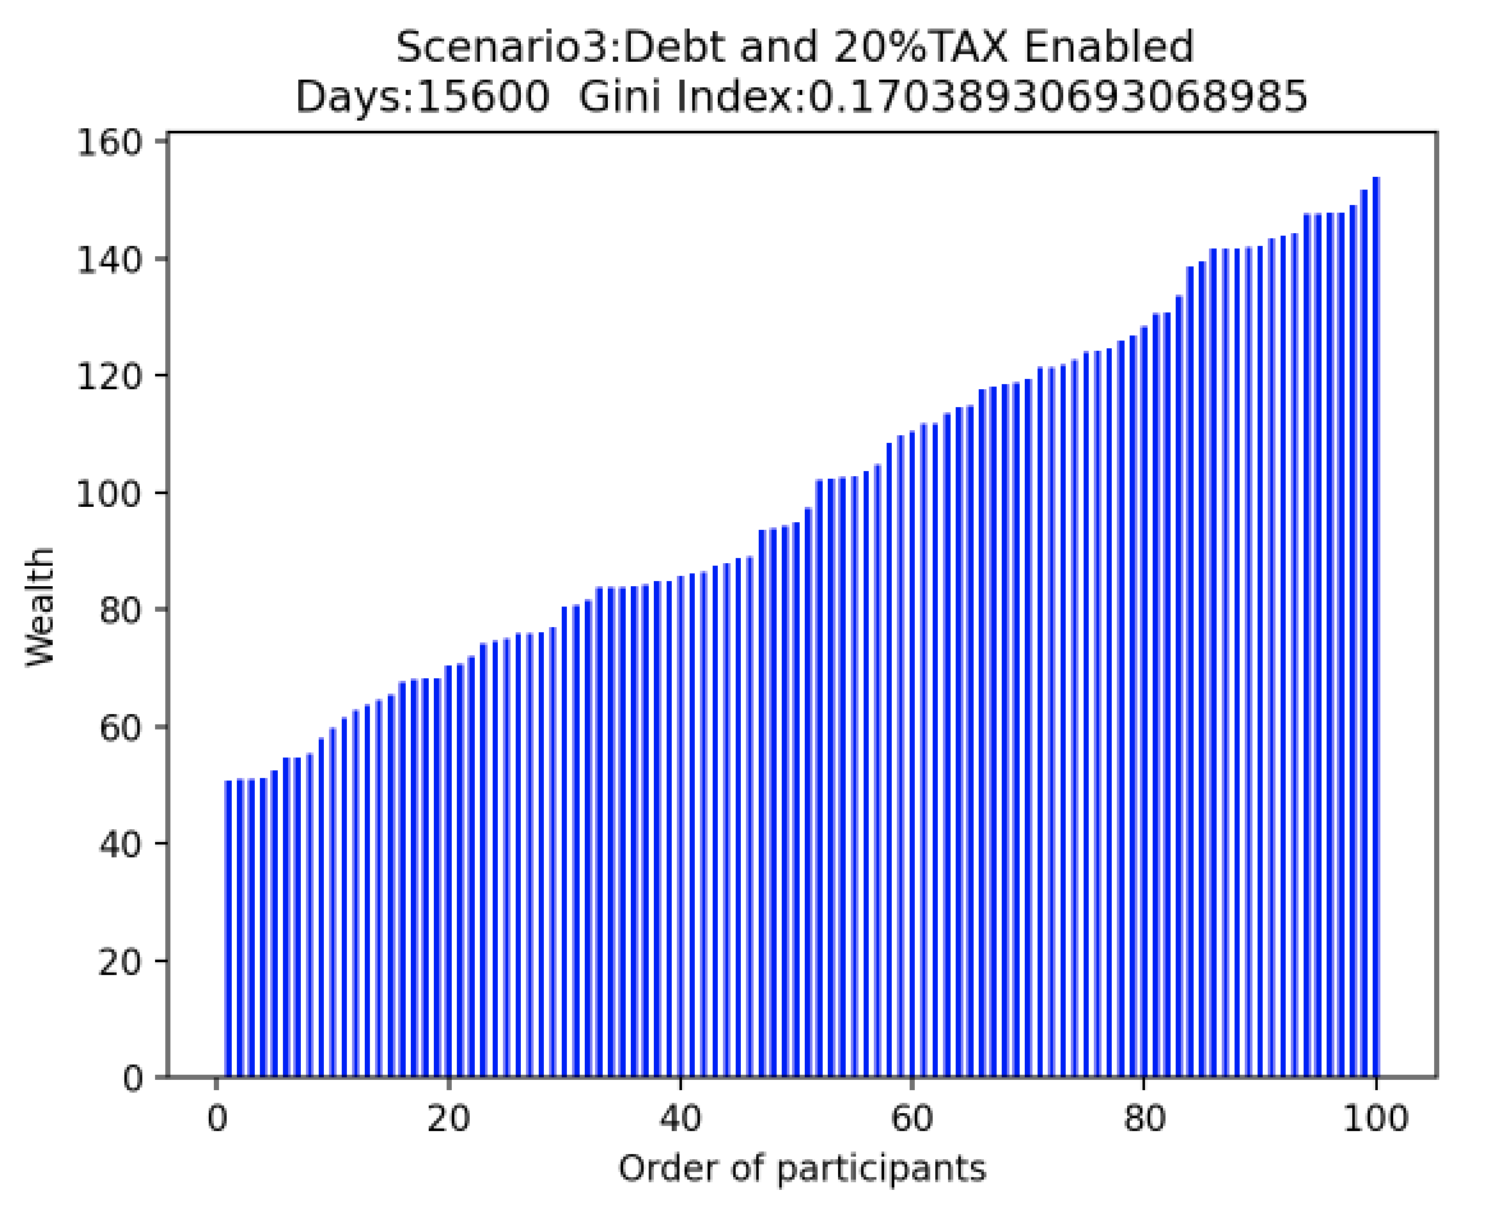 Scenario3:Debt and 20%TAX Enabled
Days:15600  Gini Index:0.17038930693068985
160
140
120
100
80
60
40
20
0
Wealth
0 20 40 60 80 100
Order of participants